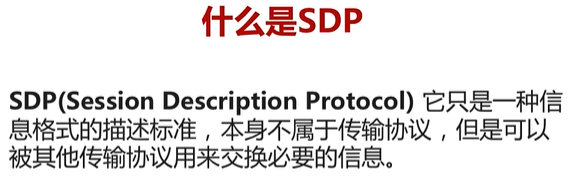 什么是SDP
SDP(Session Description Protocol) 它只是一种信
息格式的描述标准，本身不属于传输协议，但是可以
被其他传输协议用来交换必要的信息。